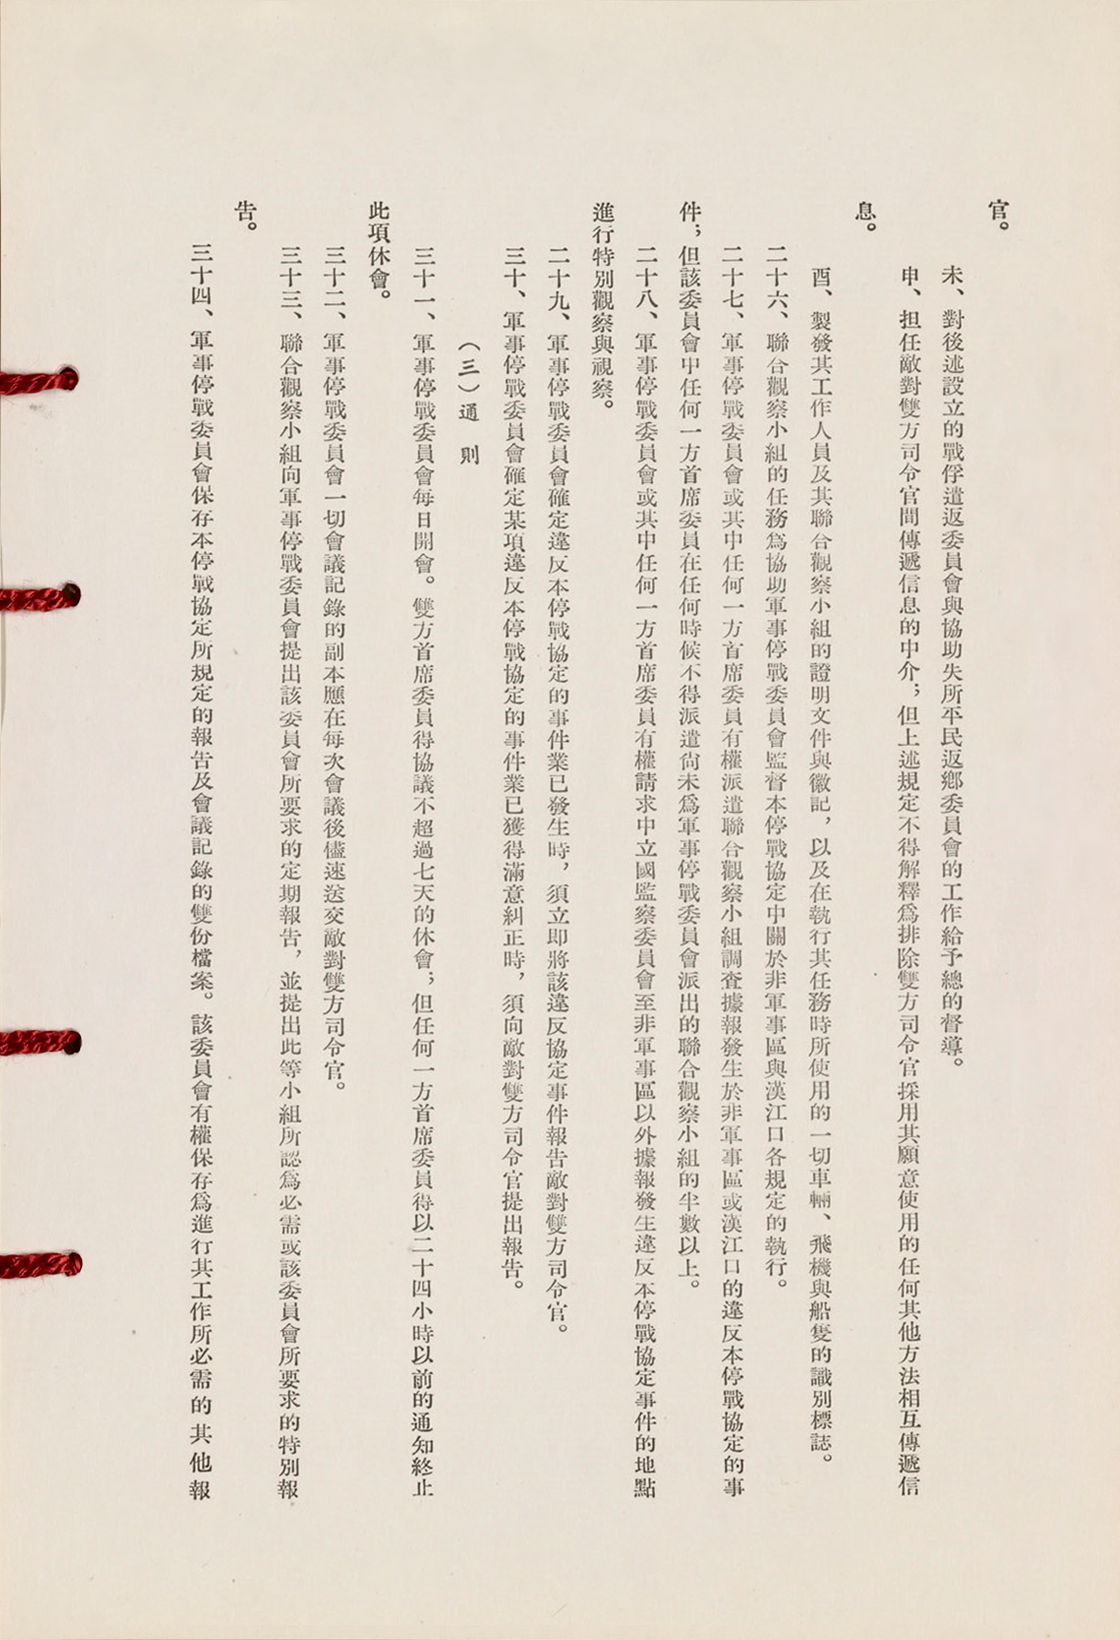 官。
未、對後述設立的戰俘遣返委員會與協助失所平民返鄉委員會的工作給予總的督導。
申、担任敵對雙方司令官間傳遞信息的中介；但上述規定不得解釋爲排除雙方司令官採用其願意使用的任何其他方法相互傳遞信
息。
酉、製發其工作人員及其聯合觀察小組的證明文件與徽記，以及在執行其任務時所使用的一切車輛、飛機與船隻的識別標誌。
二十六、聯合觀察小組的任務爲協助軍事停戰委員會監督本停戰協定中關於非軍事區與漢江口各規定的執行。
二十七、軍事停戰委員會或其中任何一方首席委員有權派遣聯合觀察小組調查據報發生於非軍事區或漢江口的違反本停戰協定的事
件；但該委員會中任何一方首席委員在任何時候不得派遣尙未爲軍事停戰委員會派出的聯合觀察小組的半數以上。
二十八、軍事停戰委員會或其中任何一方首席委員有權請求中立國監察委員會至非軍事區以外據報發生違反本停戰協定事件的地點
進行特別觀察與視察。
二十九、軍事停戰委員會確定違反本停戰協定的事件業已發生時，須立即將該違反協定事件報告敵對雙方司令官。
三十、軍事停戰委員會確定某項違反本停戰協定的事件業已獲得滿意糾正時，須向敵對雙方司令官提出報告。
（三）通　則
三十一、軍事停戰委員會每日開會。雙方首席委員得協議不超過七天的休會；但任何一方首席委員得以二十四小時以前的通知終止
此項休會。
三十二、軍事停戰委員會一切會議記錄的副本應在每次會議後儘速送交敵對雙方司令官。
三十三、聯合觀察小組向軍事停戰委員會提出該委員會所要求的定期報告，並提出此等小組所認爲必需或該委員會所要求的特別報
告。
三十四、軍事停戰委員會保存本停戰協定所規定的報告及會議記錄的雙份檔案。該委員會有權保存爲進行其工作所必需的其他報